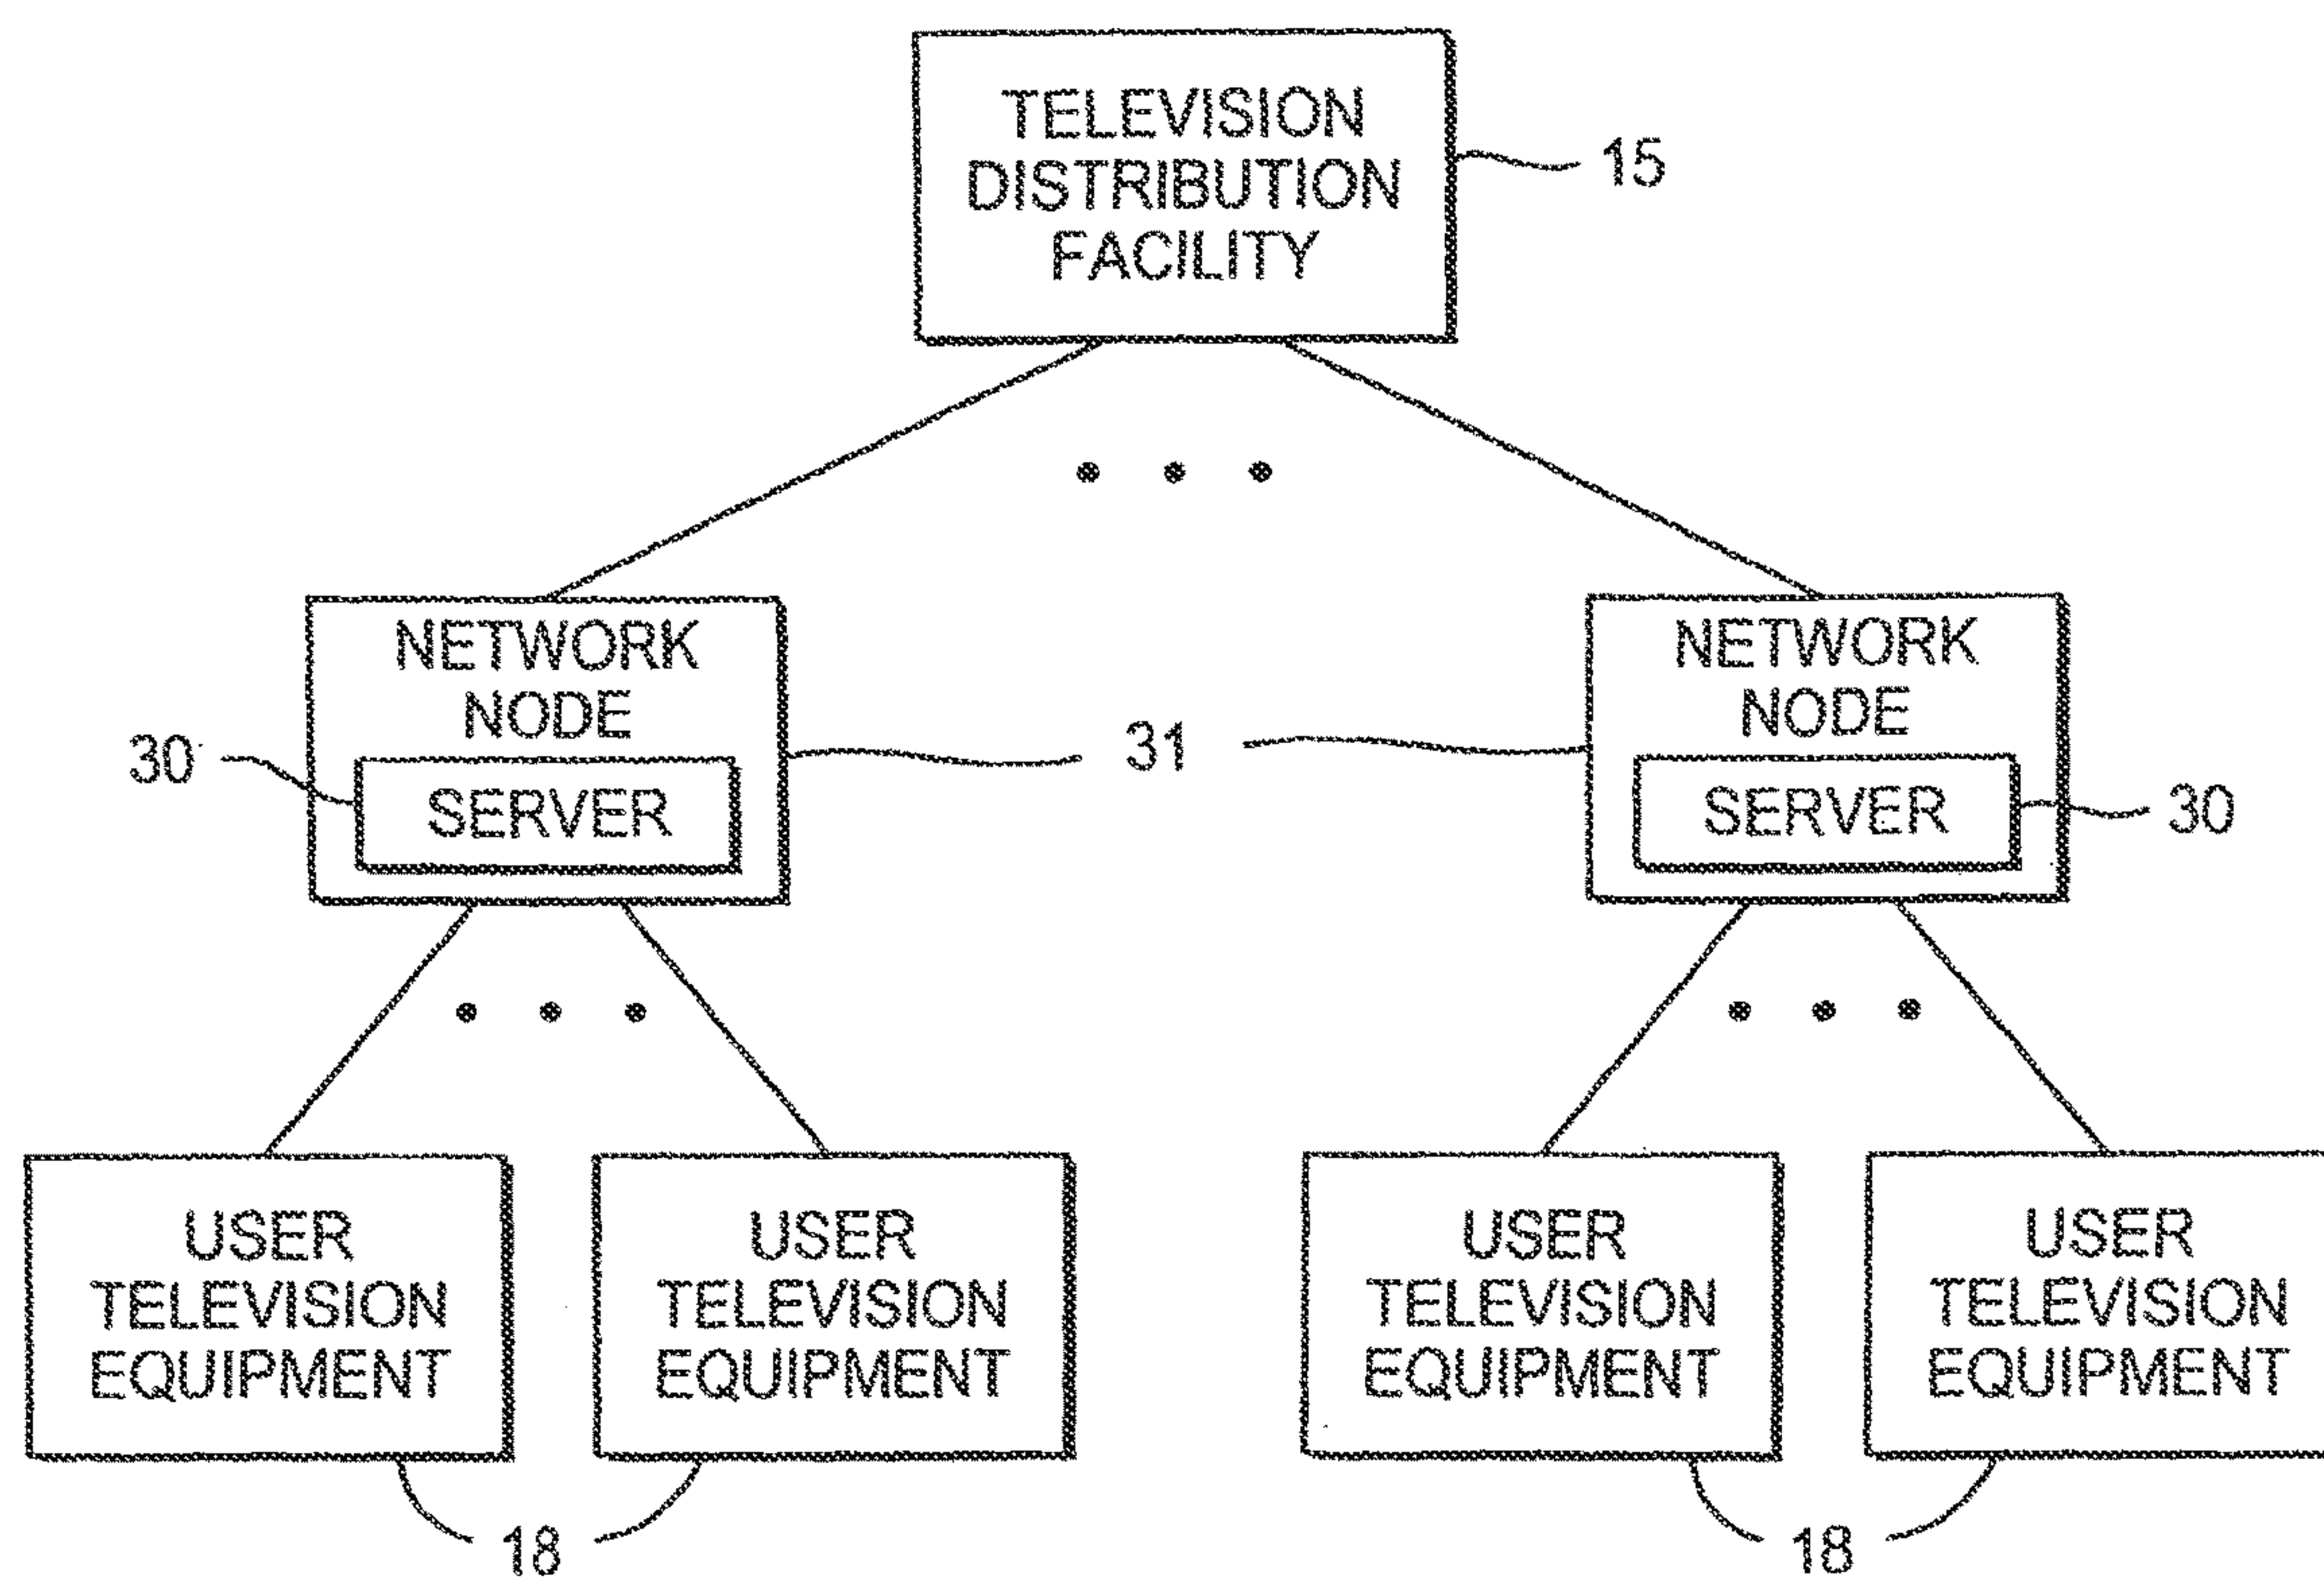 TELEVISION
DISTRIBUTION
FACILITY
15
NETWORK
NODE
30
SERVER
31
NETWORK
NODE
SERVER
30
USER
TELEVISION
EQUIPMENT
USER
TELEVISION
EQUIPMENT
18
USER
TELEVISION
EQUIPMENT
USER
TELEVISION
EQUIPMENT
18